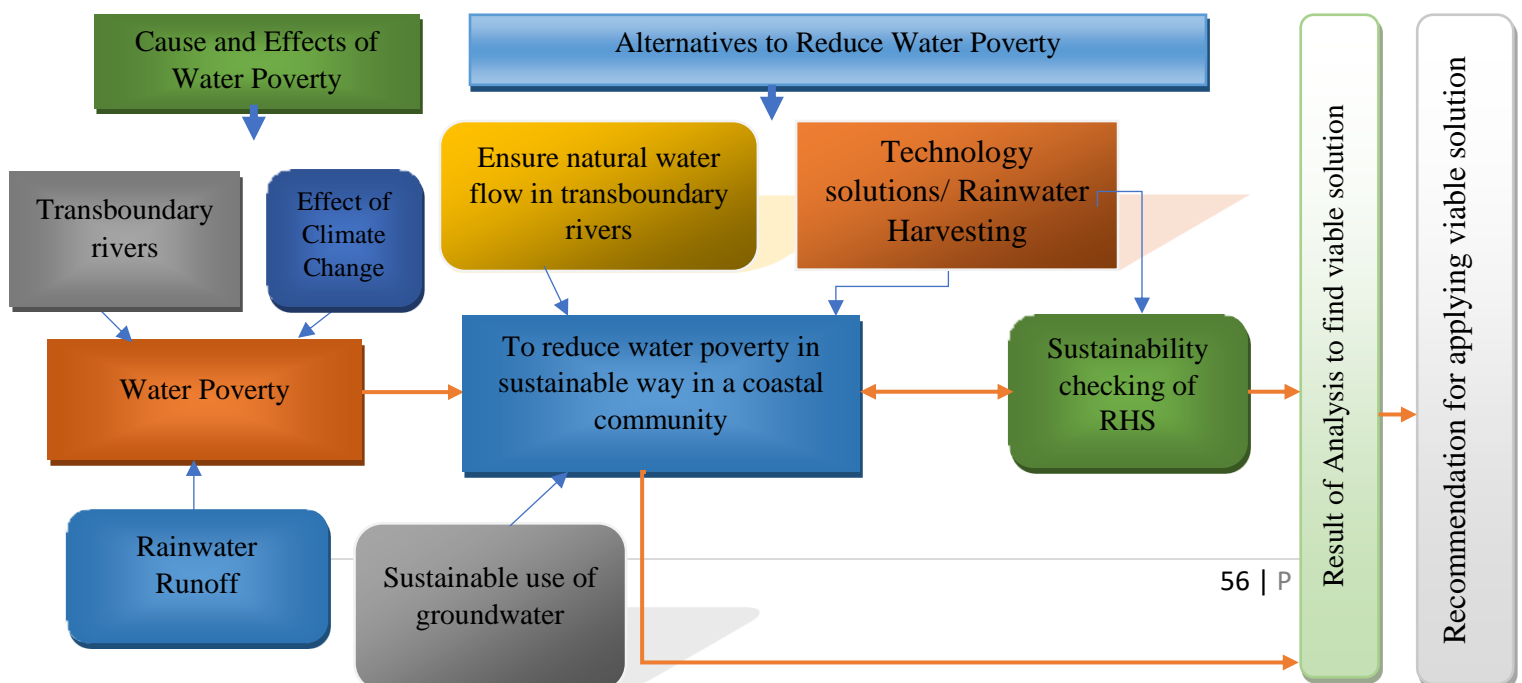 Cause and Effects of
Water Poverty
Alternatives to Reduce Water Poverty
Transboundary
rivers
Effect of
Climate
Change
Ensure natural water
flow in transboundary
rivers
Technology
solutions/ Rainwater
Harvesting
Water Poverty
To reduce water poverty in
sustainable way in a coastal
community
Sustainability
checking of
RHS
Rainwater
Runoff
Sustainable use of
groundwater
56 | P
Result of Analysis to find viable solution
Recommendation for applying viable solution